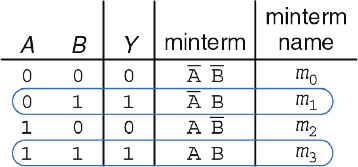 A B Y minterm minterm name
0 0 0 A̅ B̅ m₀
0 1 1 A̅ B m₁
1 0 0 A B̅ m₂
1 1 1 A B m₃